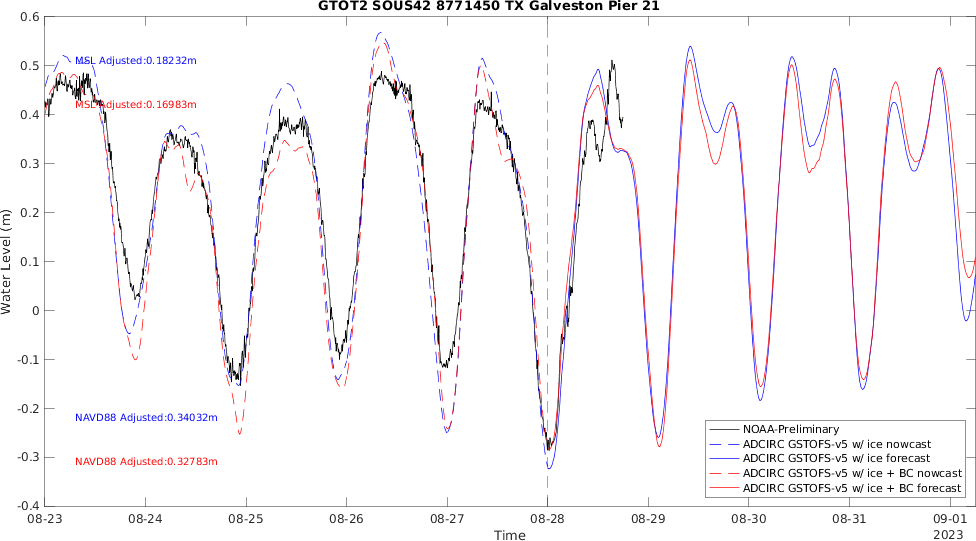 GTOT2 SOUS42 8771450 TX Galveston Pier 21
0.6
0.5
0.4
0.3
0.2
0.1
0
-0.1
-0.2
-0.3
-0.4
Water Level (m)
MSL Adjusted:0.18232m
MSL Adjusted:0.16983m
NAVD88 Adjusted:0.34032m
NAVD88 Adjusted:0.32783m
NOAA-Preliminary
ADCIRC GSTOFS-v5 w/ ice nowcast
ADCIRC GSTOFS-v5 w/ ice forecast
ADCIRC GSTOFS-v5 w/ ice + BC nowcast
ADCIRC GSTOFS-v5 w/ ice + BC forecast
08-23 08-24 08-25 08-26 08-27 08-28 08-29 08-30 08-31 09-01
2023
Time